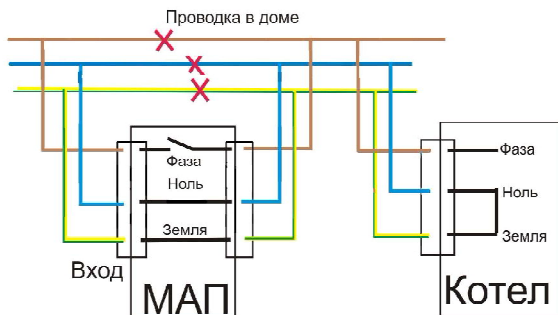 Проводка в доме
Фаза
Ноль
Земля
Вход
МАП
Фаза
Ноль
Земля
Котел